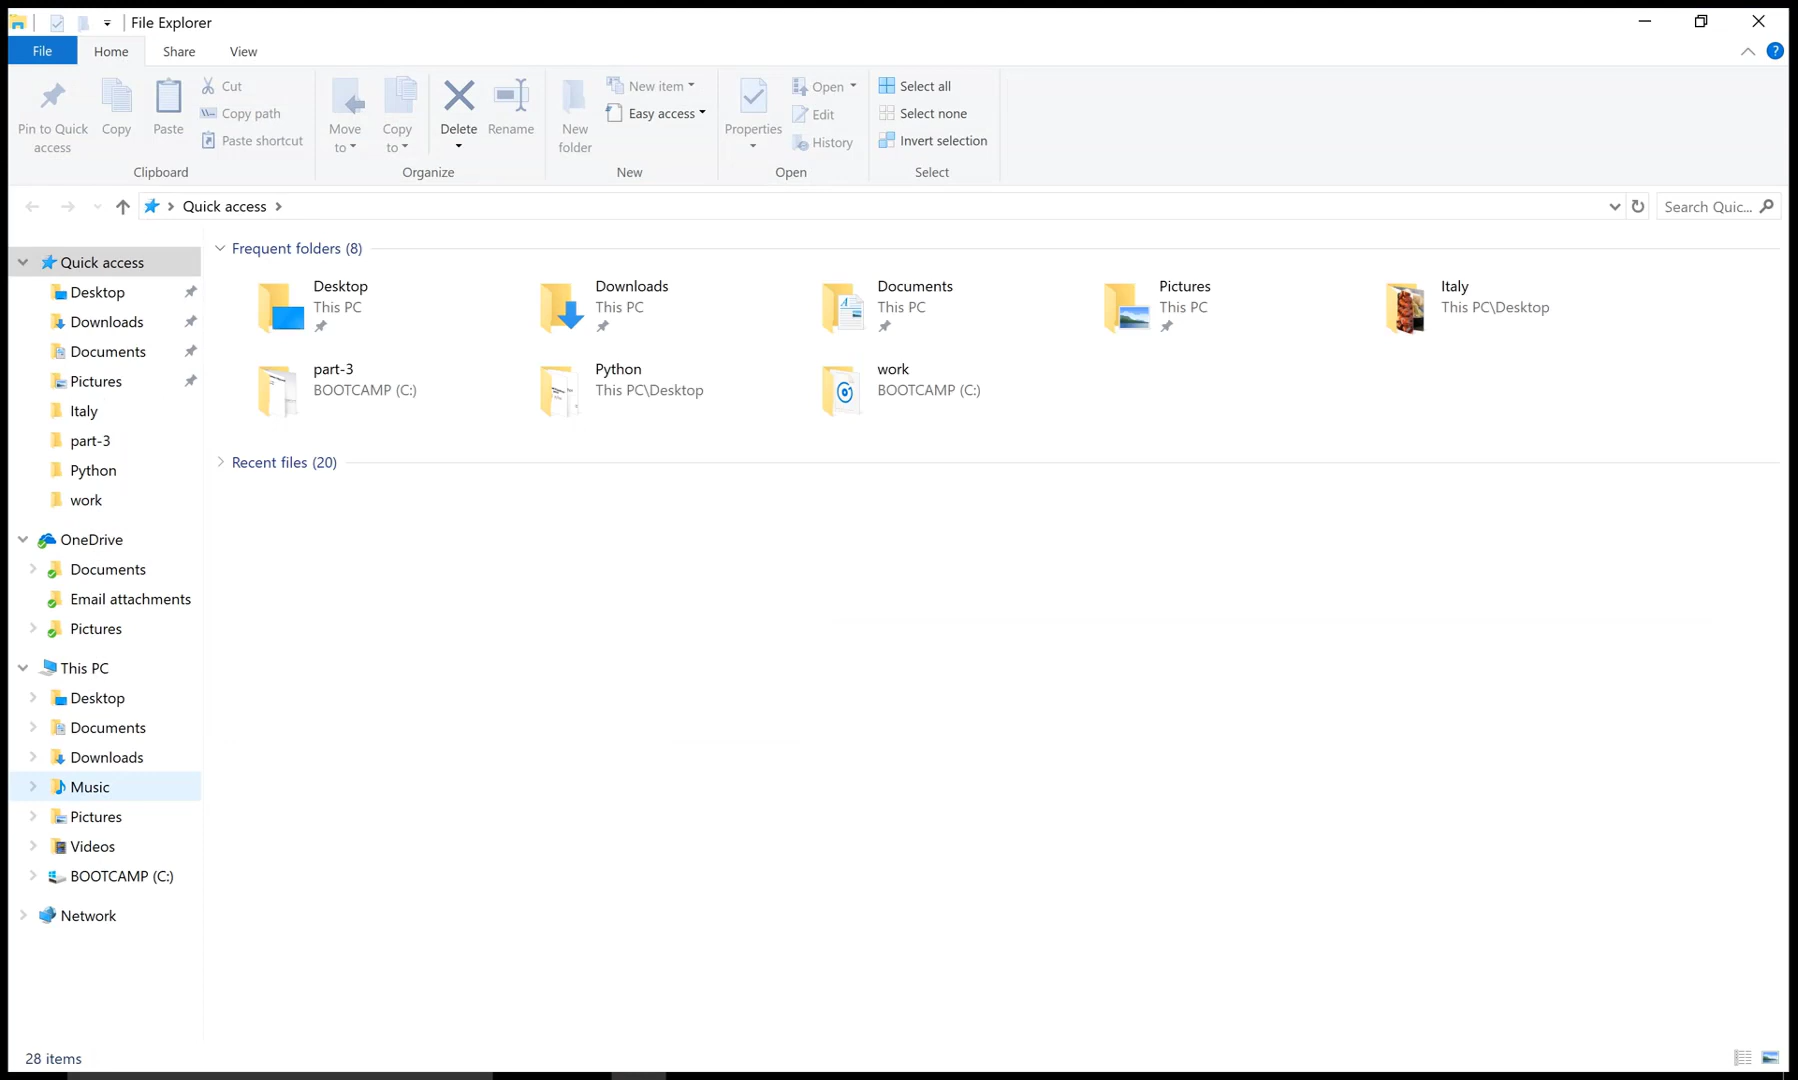 File Explorer
File
Home
Share
View
?
Pin to Quick
access
Copy
Paste
Cut
Copy path
Paste shortcut
Clipboard
Move
to
Copy
to
Delete
Rename
Organize
New
folder
New item
Easy access
New
Properties
Open
Edit
History
Open
Select all
Select none
Invert selection
Select
Quick access
Search Quic...
Quick access
Desktop
Downloads
Documents
Pictures
Italy
part-3
Python
work
OneDrive
Documents
Email attachments
Pictures
This PC
Desktop
Documents
Downloads
Music
Pictures
Videos
BOOTCAMP (C:)
Network
Frequent folders (8)
Desktop
This PC
Downloads
This PC
Documents
This PC
Pictures
This PC
Italy
This PC\Desktop
part-3
BOOTCAMP (C:)
Python
This PC\Desktop
work
BOOTCAMP (C:)
Recent files (20)
28 items